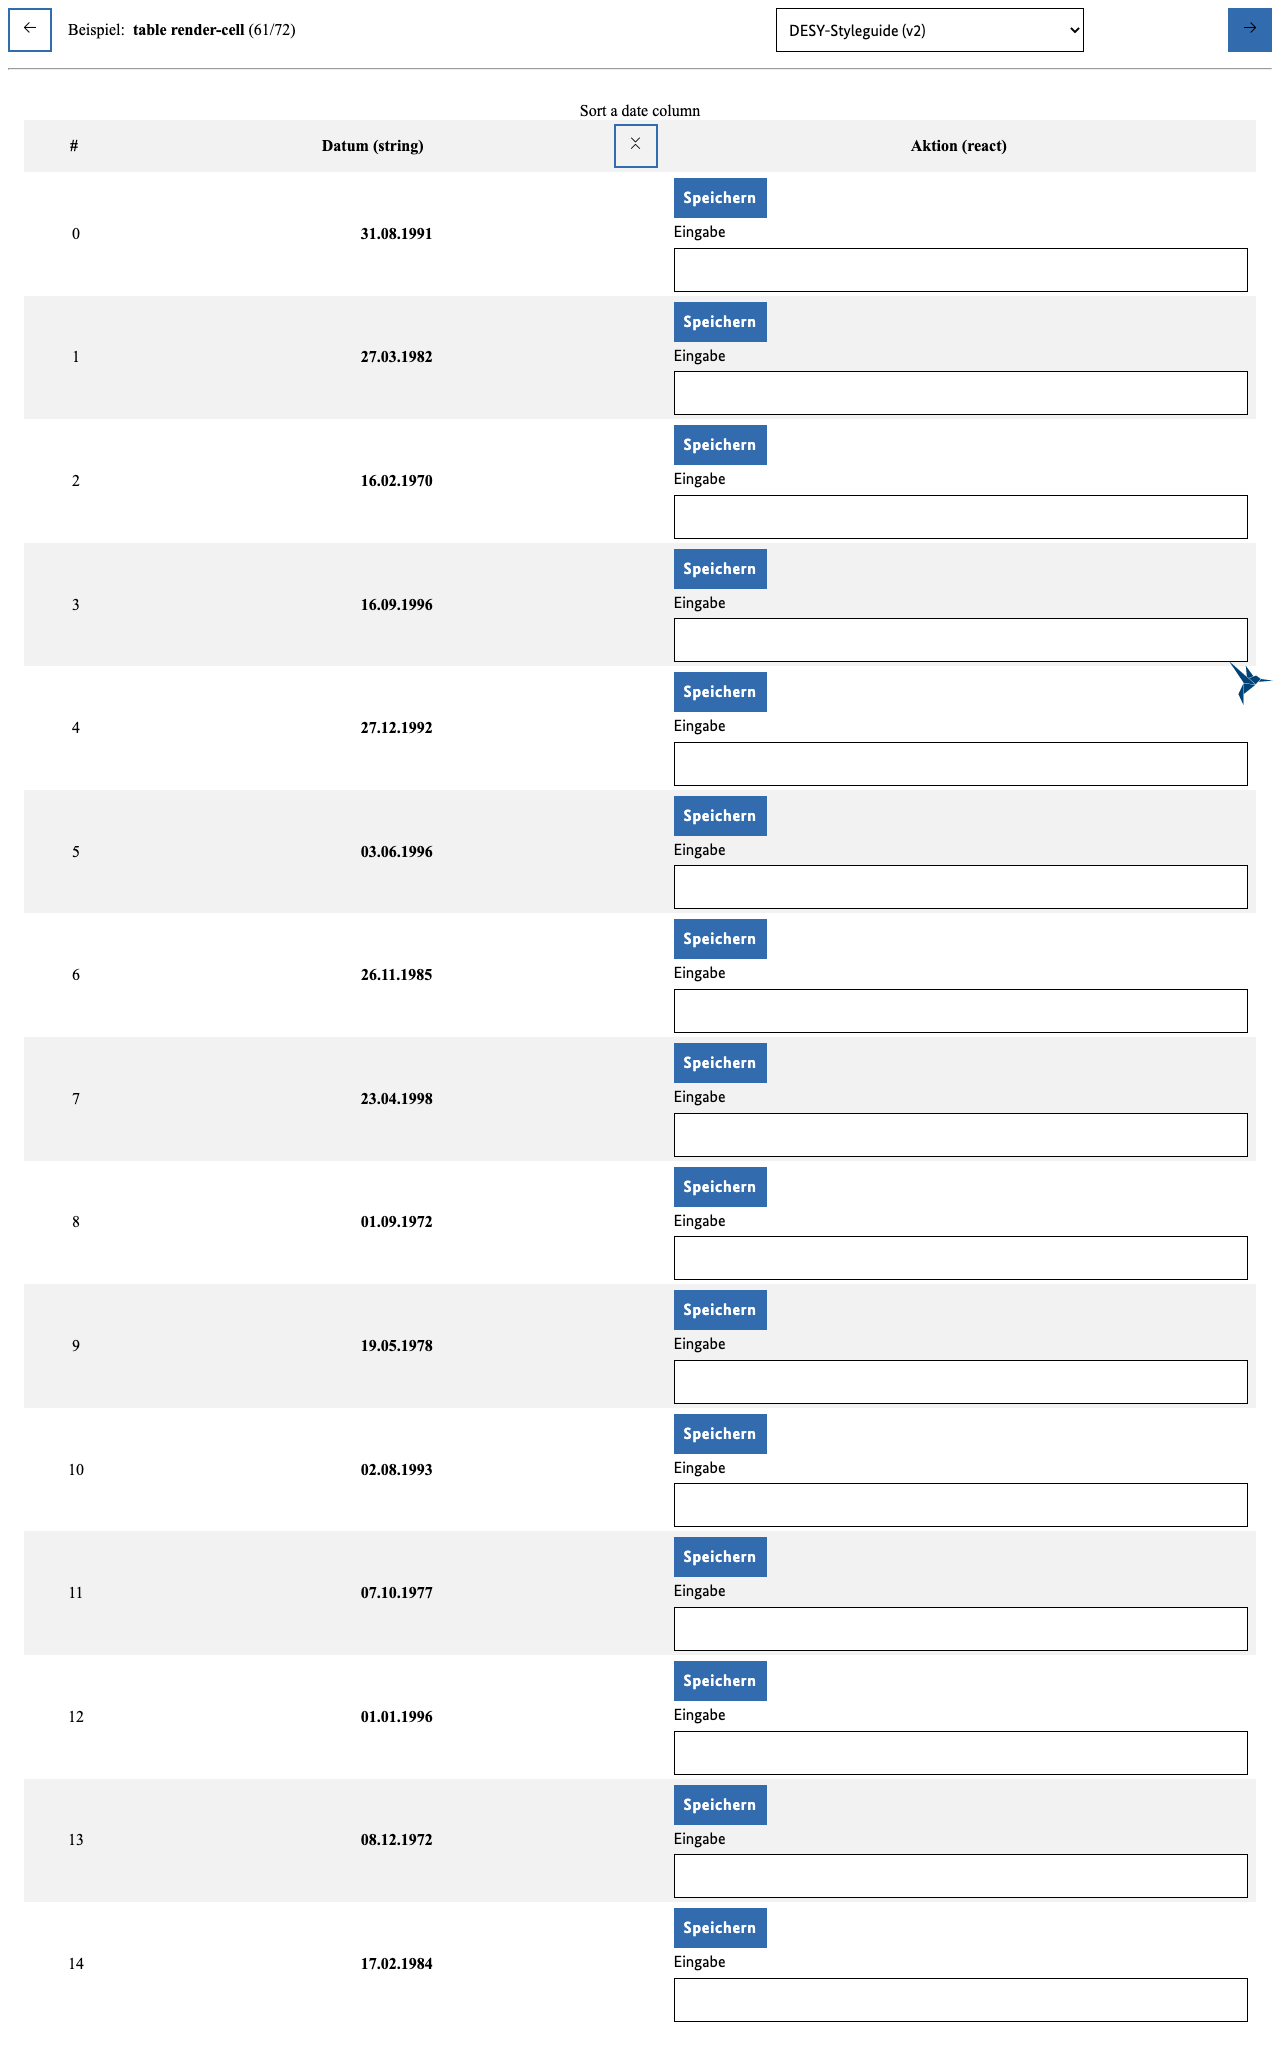 Beispiel: table render-cell (61/72)
DESY-Styleguide (v2)
Sort a date column
# Datum (string) Aktion (react)
Speichern
0 31.08.1991 Eingabe
Speichern
1 27.03.1982 Eingabe
Speichern
2 16.02.1970 Eingabe
Speichern
3 16.09.1996 Eingabe
Speichern
4 27.12.1992 Eingabe
Speichern
5 03.06.1996 Eingabe
Speichern
6 26.11.1985 Eingabe
Speichern
7 23.04.1998 Eingabe
Speichern
8 01.09.1972 Eingabe
Speichern
9 19.05.1978 Eingabe
Speichern
10 02.08.1993 Eingabe
Speichern
11 07.10.1977 Eingabe
Speichern
12 01.01.1996 Eingabe
Speichern
13 08.12.1972 Eingabe
Speichern
14 17.02.1984 Eingabe